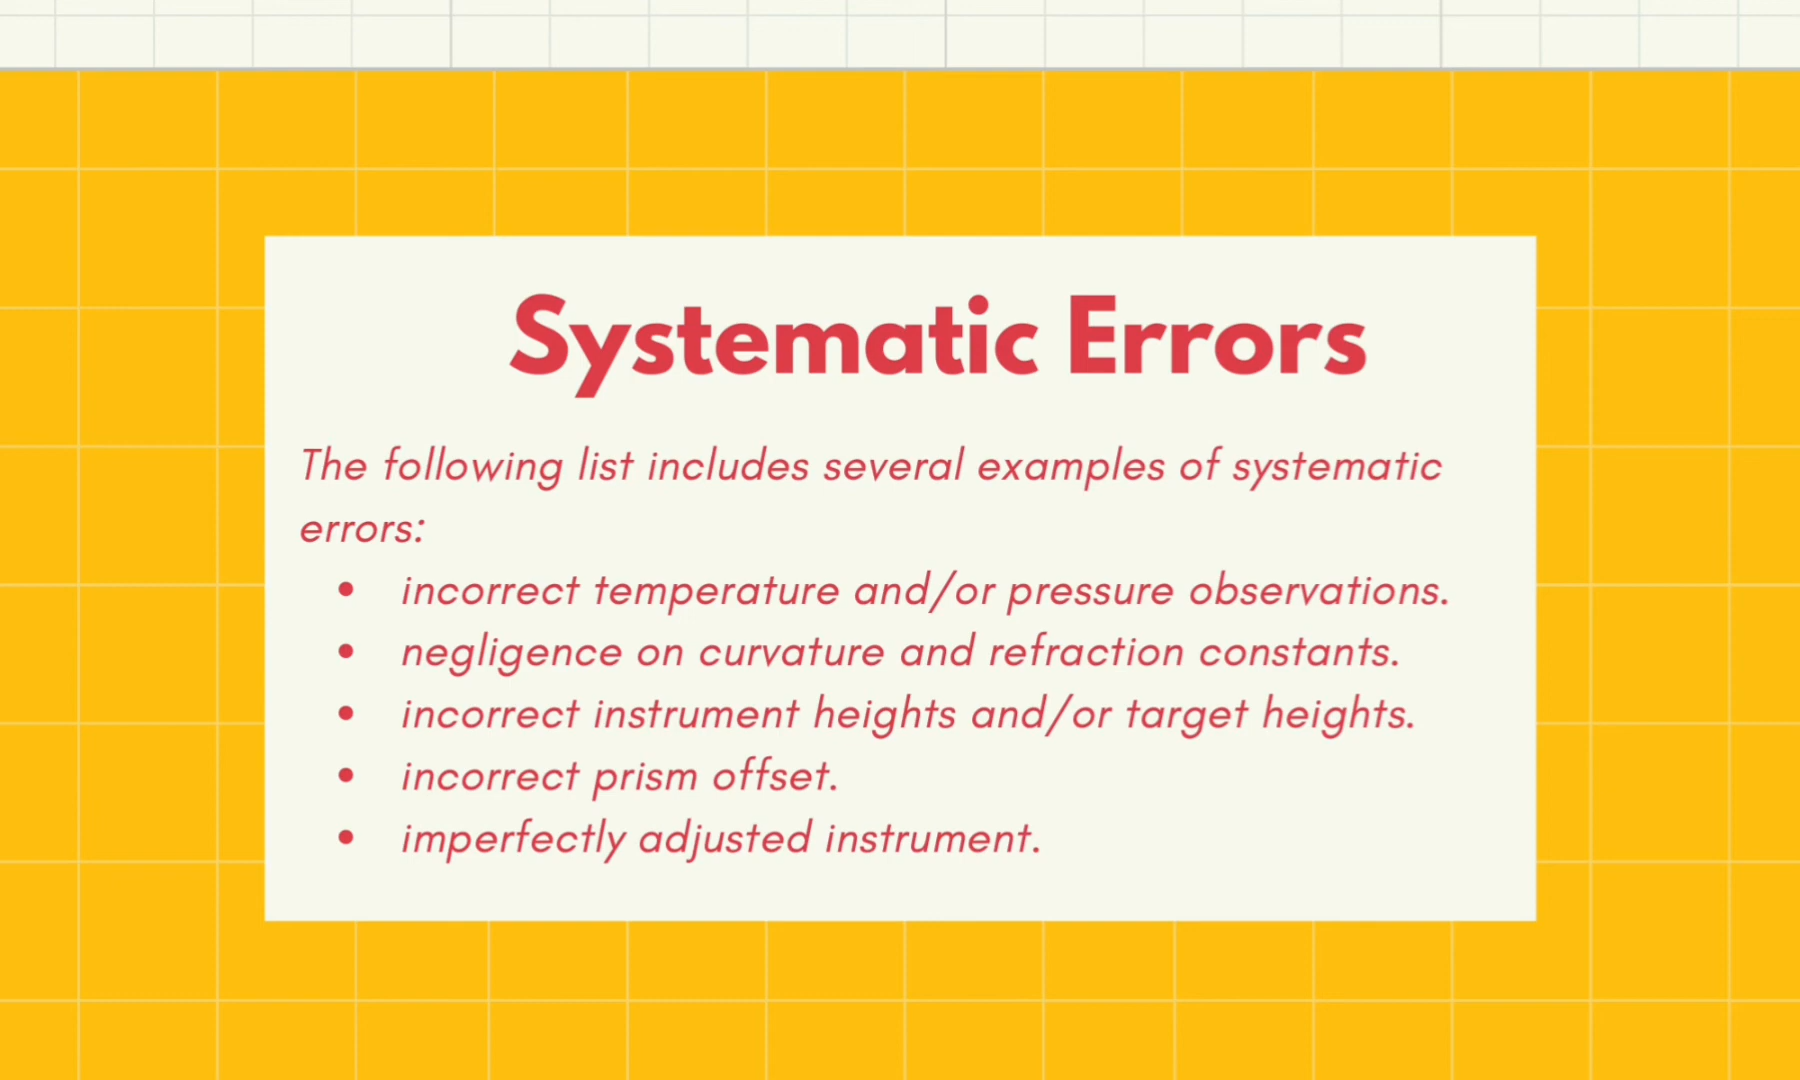 Systematic Errors
The following list includes several examples of systematic
errors:
• incorrect temperature and/or pressure observations.
• negligence on curvature and refraction constants.
• incorrect instrument heights and/or target heights.
• incorrect prism offset.
• imperfectly adjusted instrument.